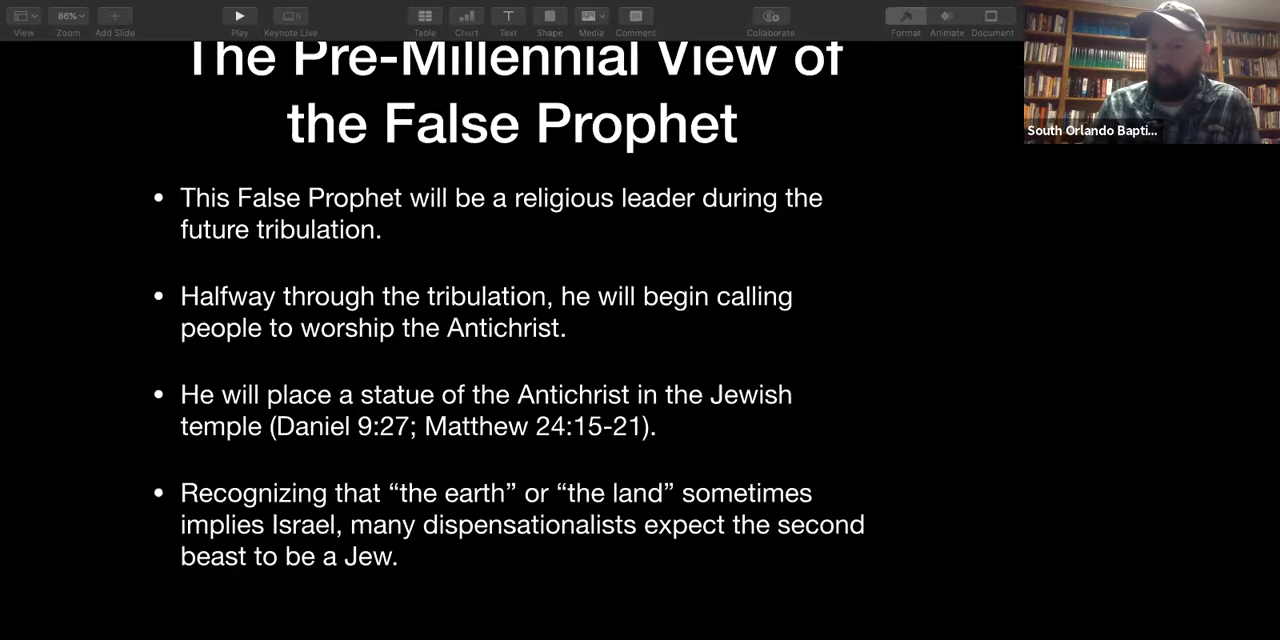 View
86%
Zoom
Add Slide
Play
Keynote Live
Table
Chart
Text
Shape
Media
Comment
Collaborate
Format
Animate
Document
The Pre-Millennial View of
the False Prophet
South Orlando Bapti...
• This False Prophet will be a religious leader during the
future tribulation.
• Halfway through the tribulation, he will begin calling
people to worship the Antichrist.
• He will place a statue of the Antichrist in the Jewish
temple (Daniel 9:27; Matthew 24:15-21).
• Recognizing that “the earth” or “the land” sometimes
implies Israel, many dispensationalists expect the second
beast to be a Jew.